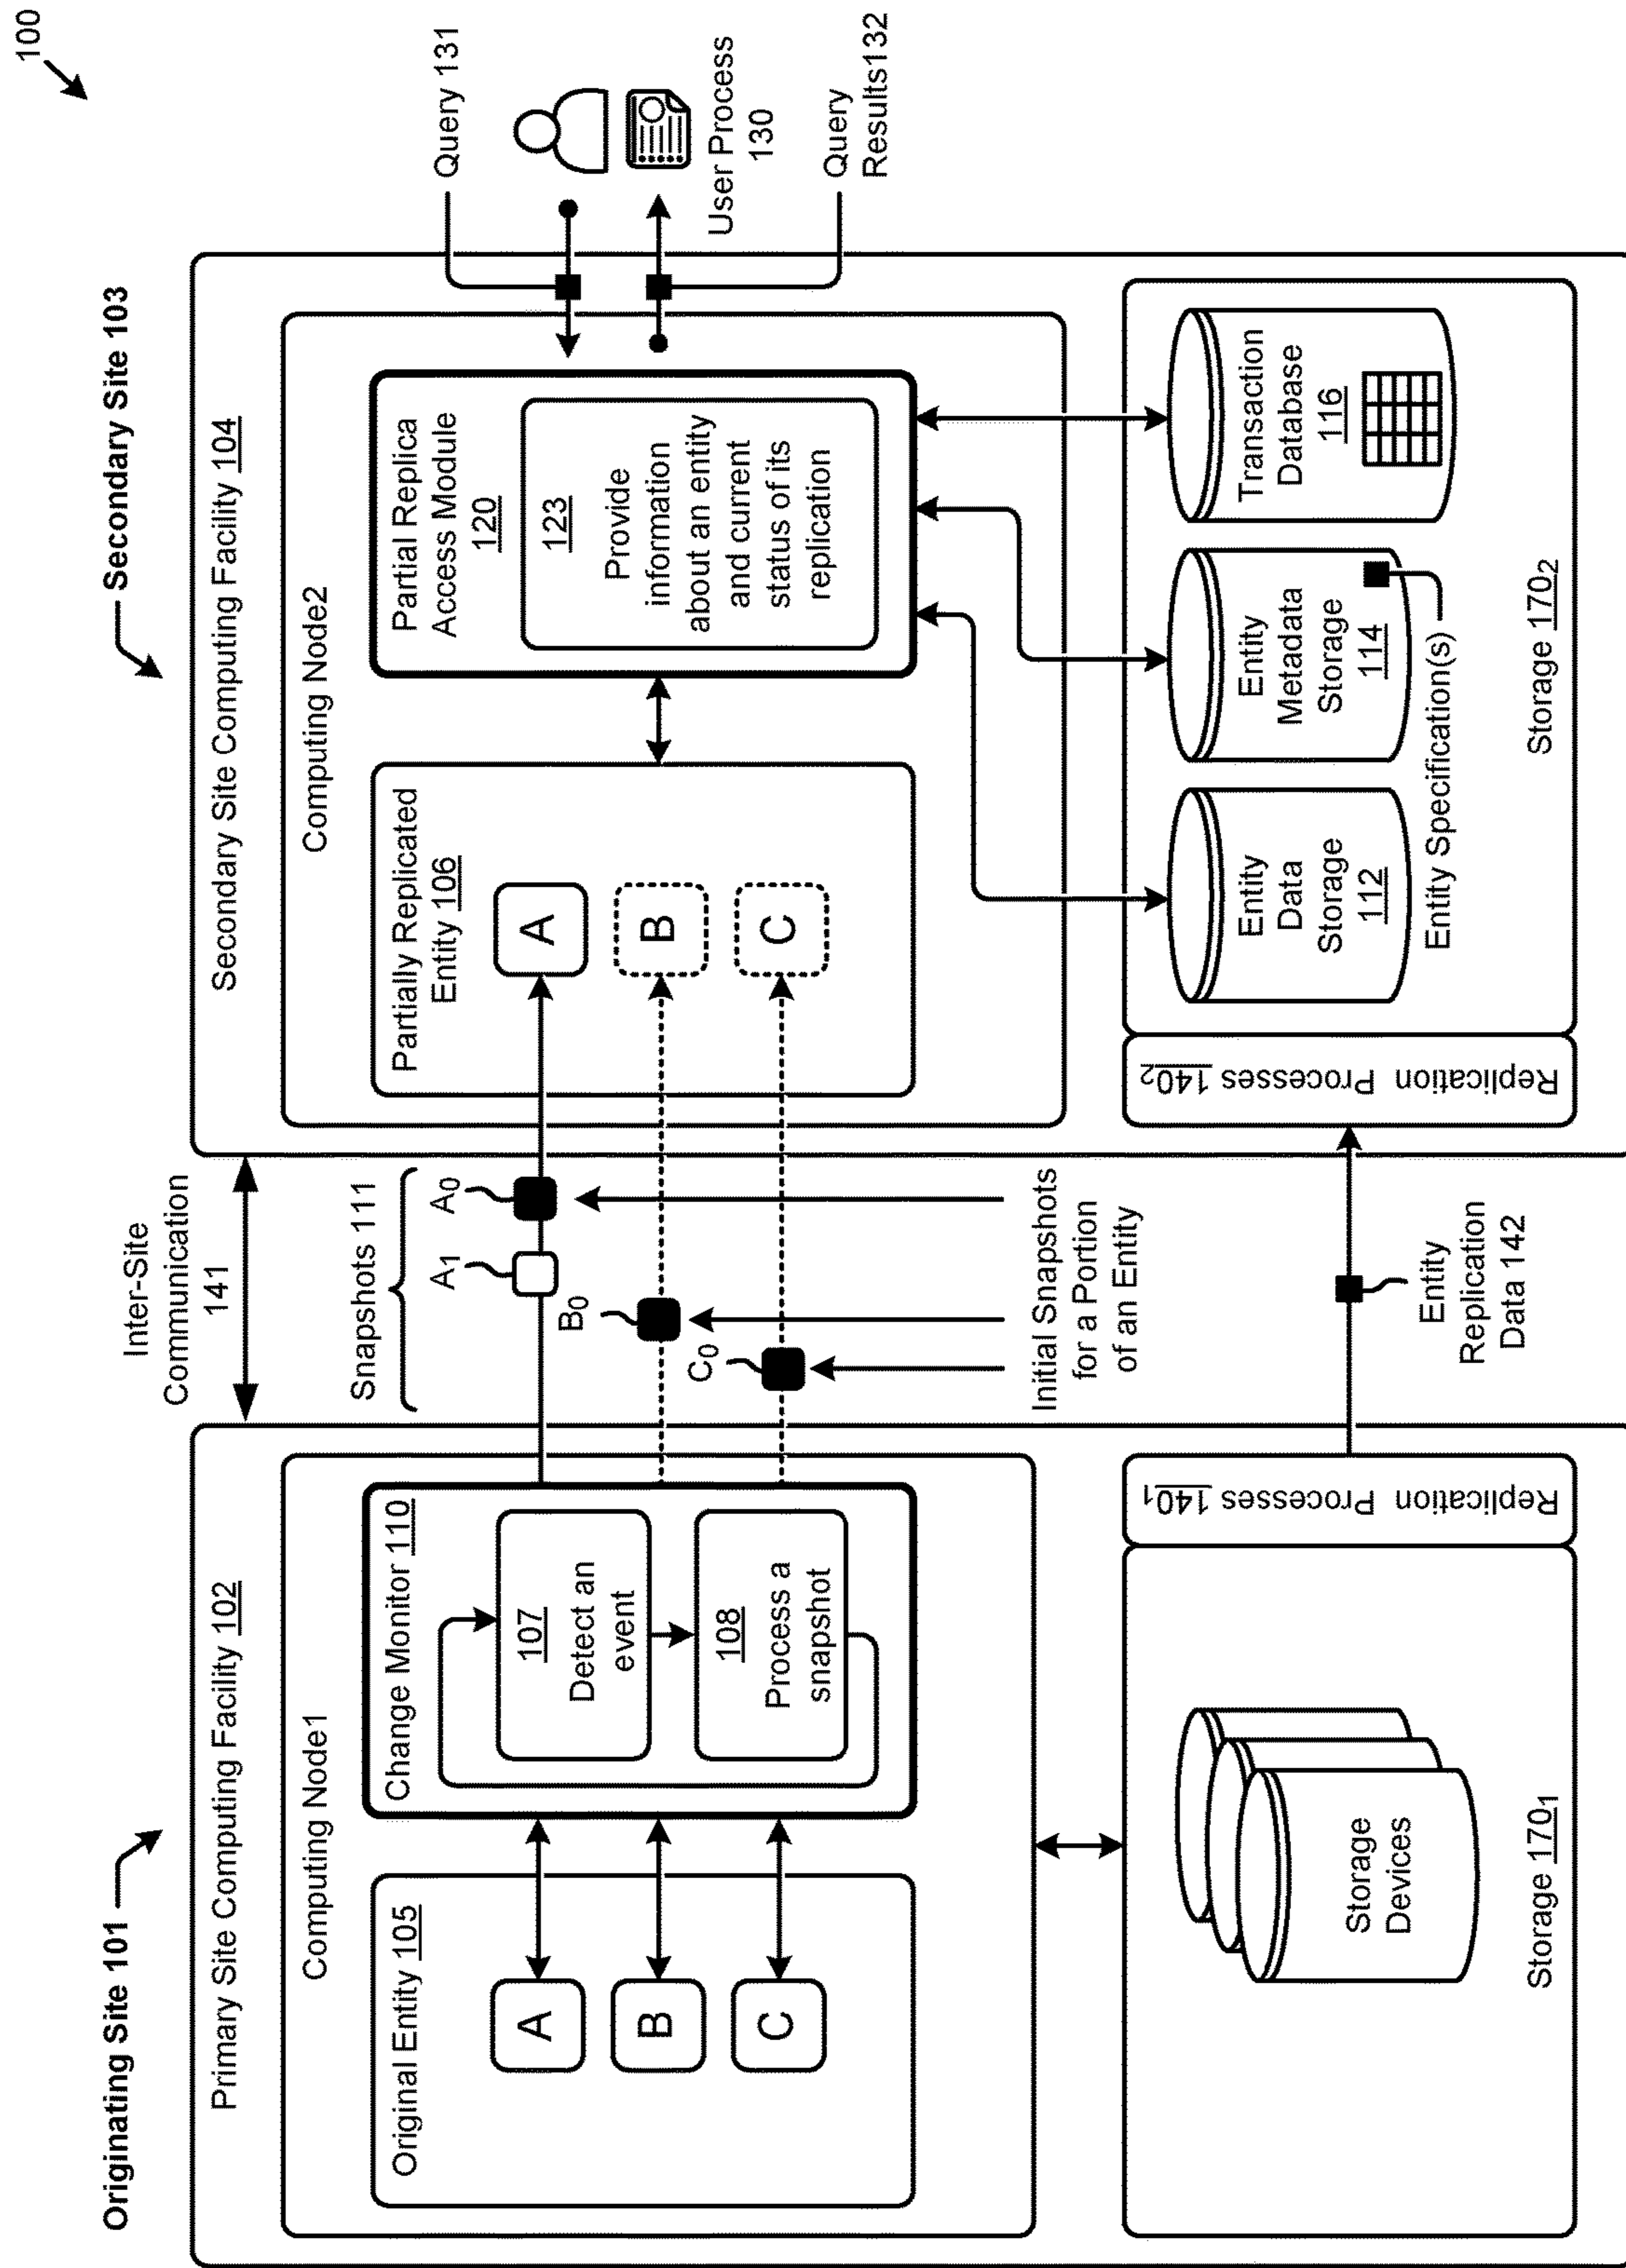 100
Originating Site 101
Secondary Site 103
Primary Site Computing Facility 102
Computing Node1
Original Entity 105
A
B
C
Change Monitor 110
107
Detect an
event
108
Process a
snapshot
Storage
Devices
Storage 170₁
Replication
Processes 140₁
Inter-Site
Communication
141
Snapshots 111
A₁
A₀
B₀
C₀
Initial Snapshots
for a Portion
of an Entity
Entity
Replication
Data 142
Secondary Site Computing Facility 104
Computing Node2
Partially Replicated
Entity 106
A
B
C
Partial Replica
Access Module
120
123
Provide
information
about an entity
and current
status of its
replication
Replication
Processes 140₂
Entity
Data
Storage
112
Entity
Metadata
Storage
114
Transaction
Database
116
Entity Specification(s)
Storage 170₂
Query 131
User Process
130
Query
Results132